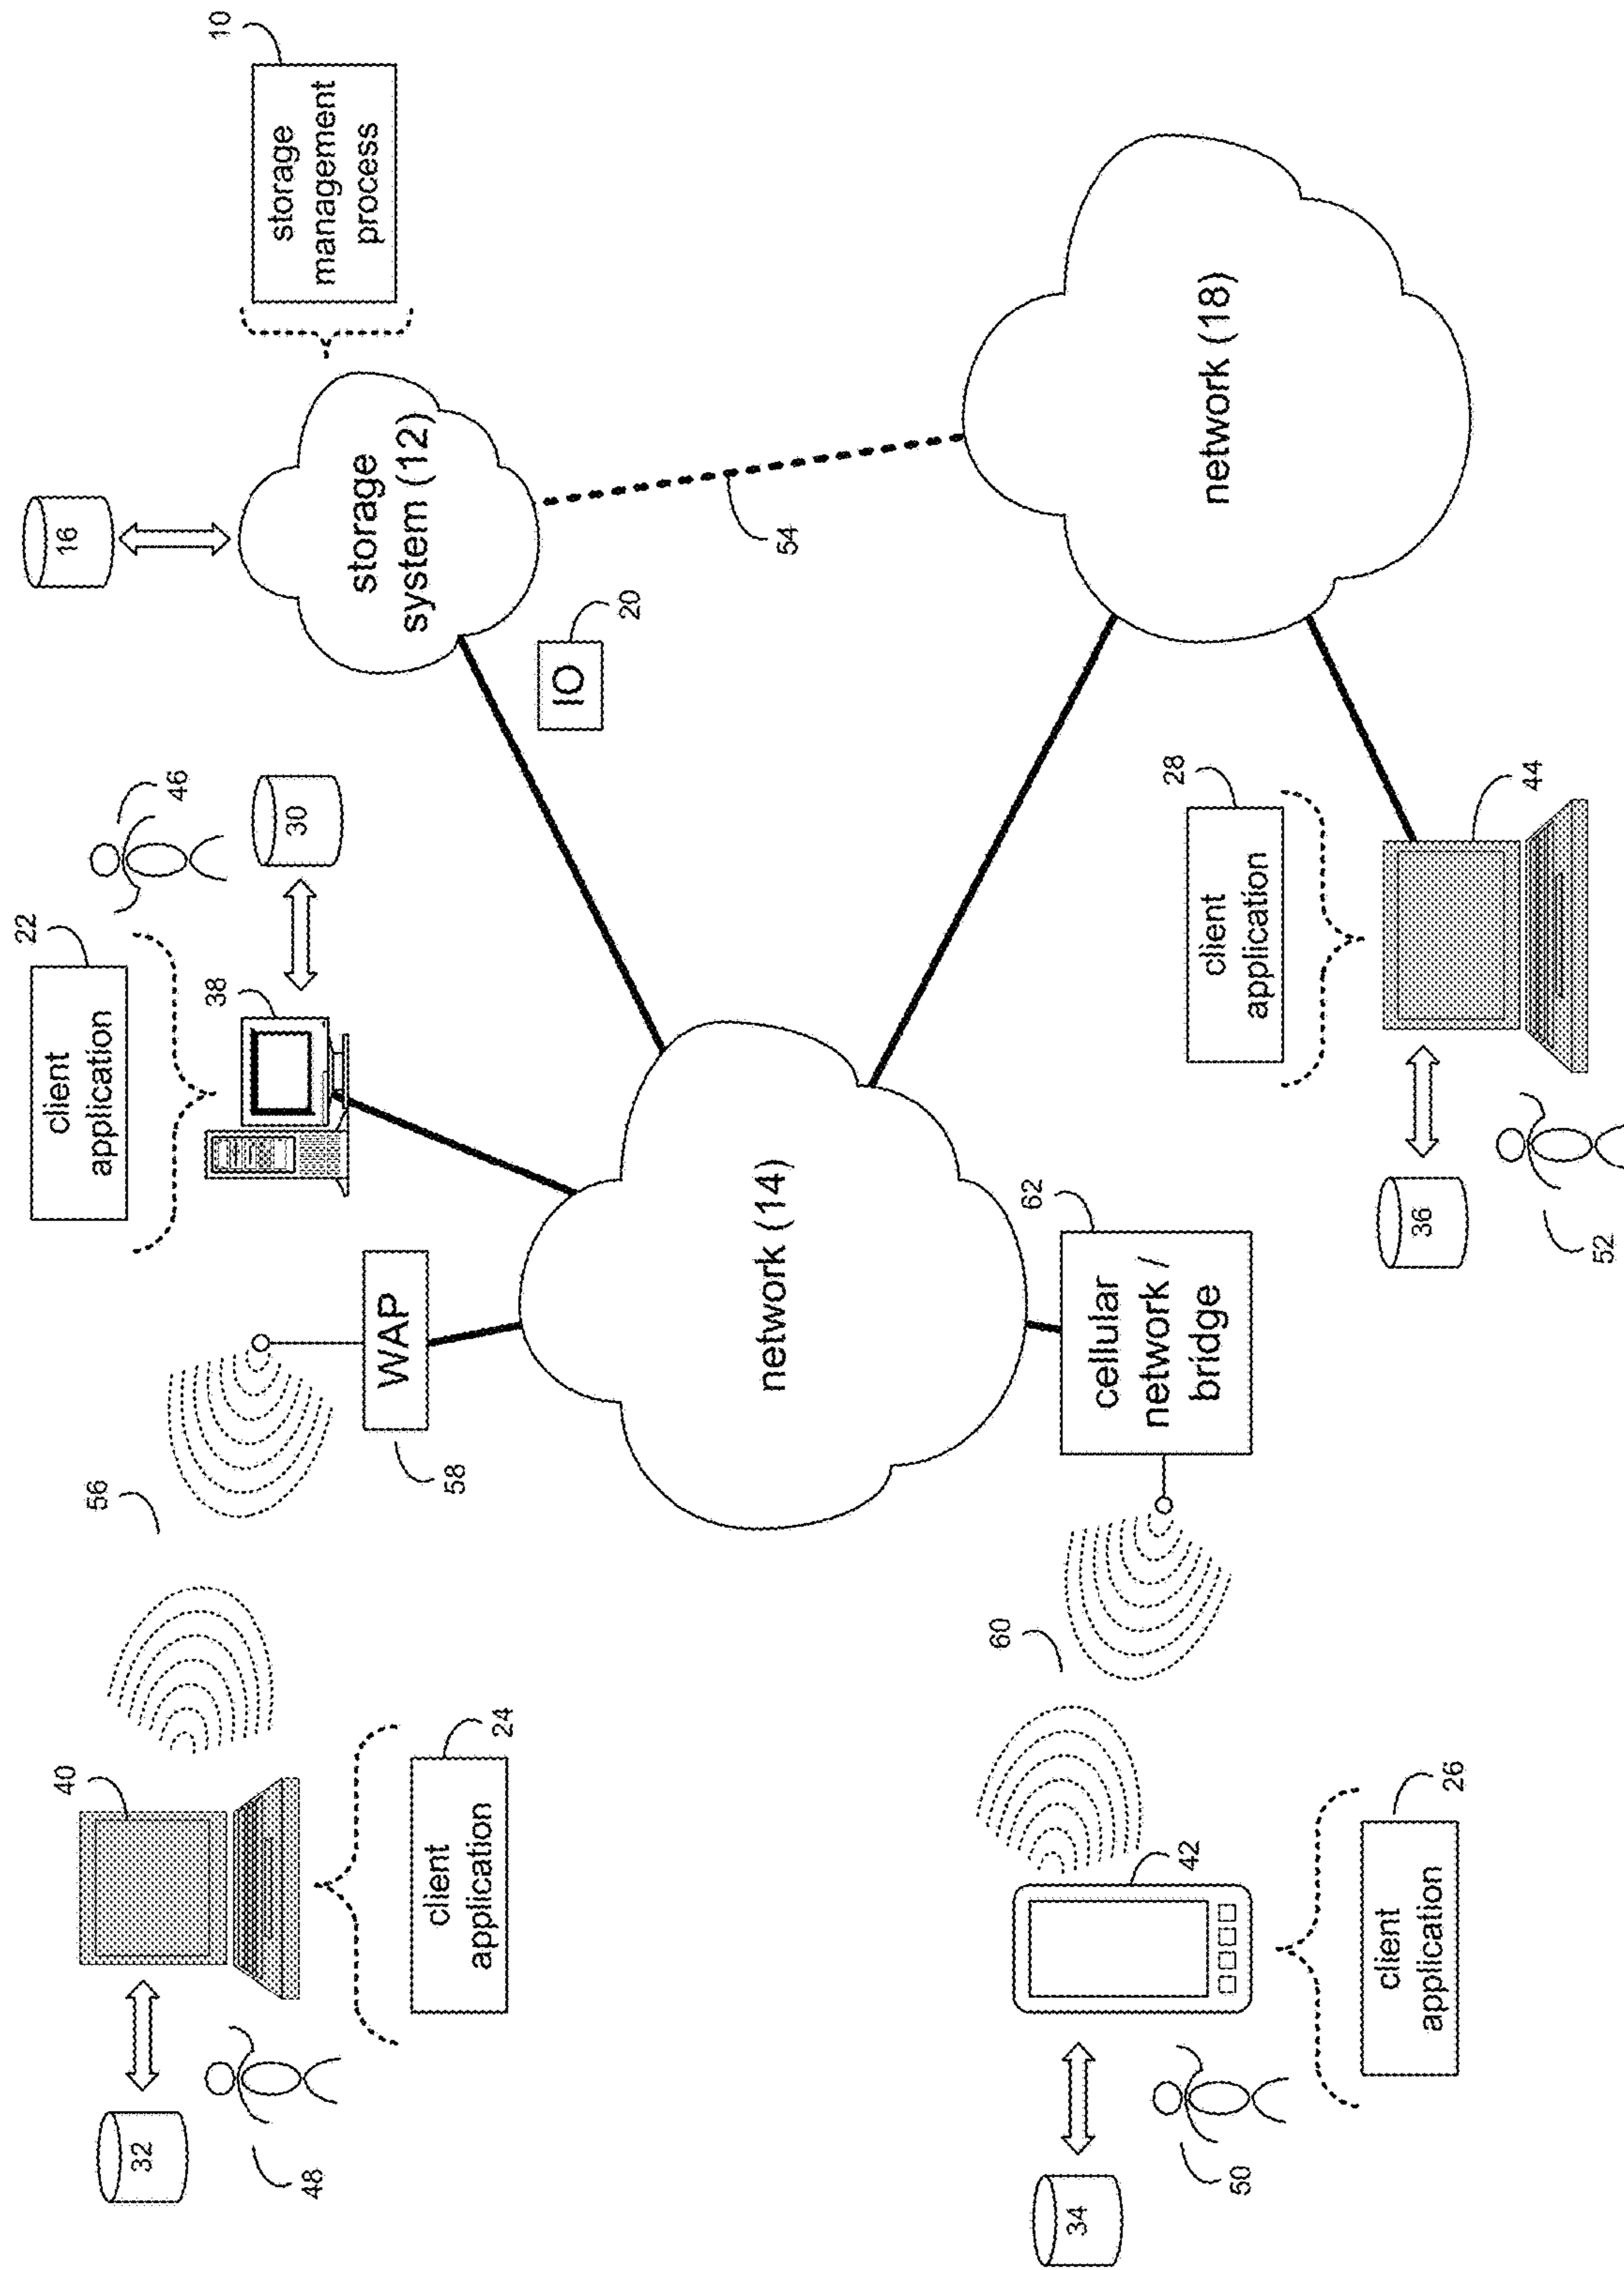 32
48
40
client
application
24
56
58
WAP
client
application
22
38
46
30
16
storage
system (12)
10
storage
management
process
IO
20
54
network (14)
34
50
42
client
application
26
60
62
cellular
network /
bridge
network (18)
28
client
application
44
36
52